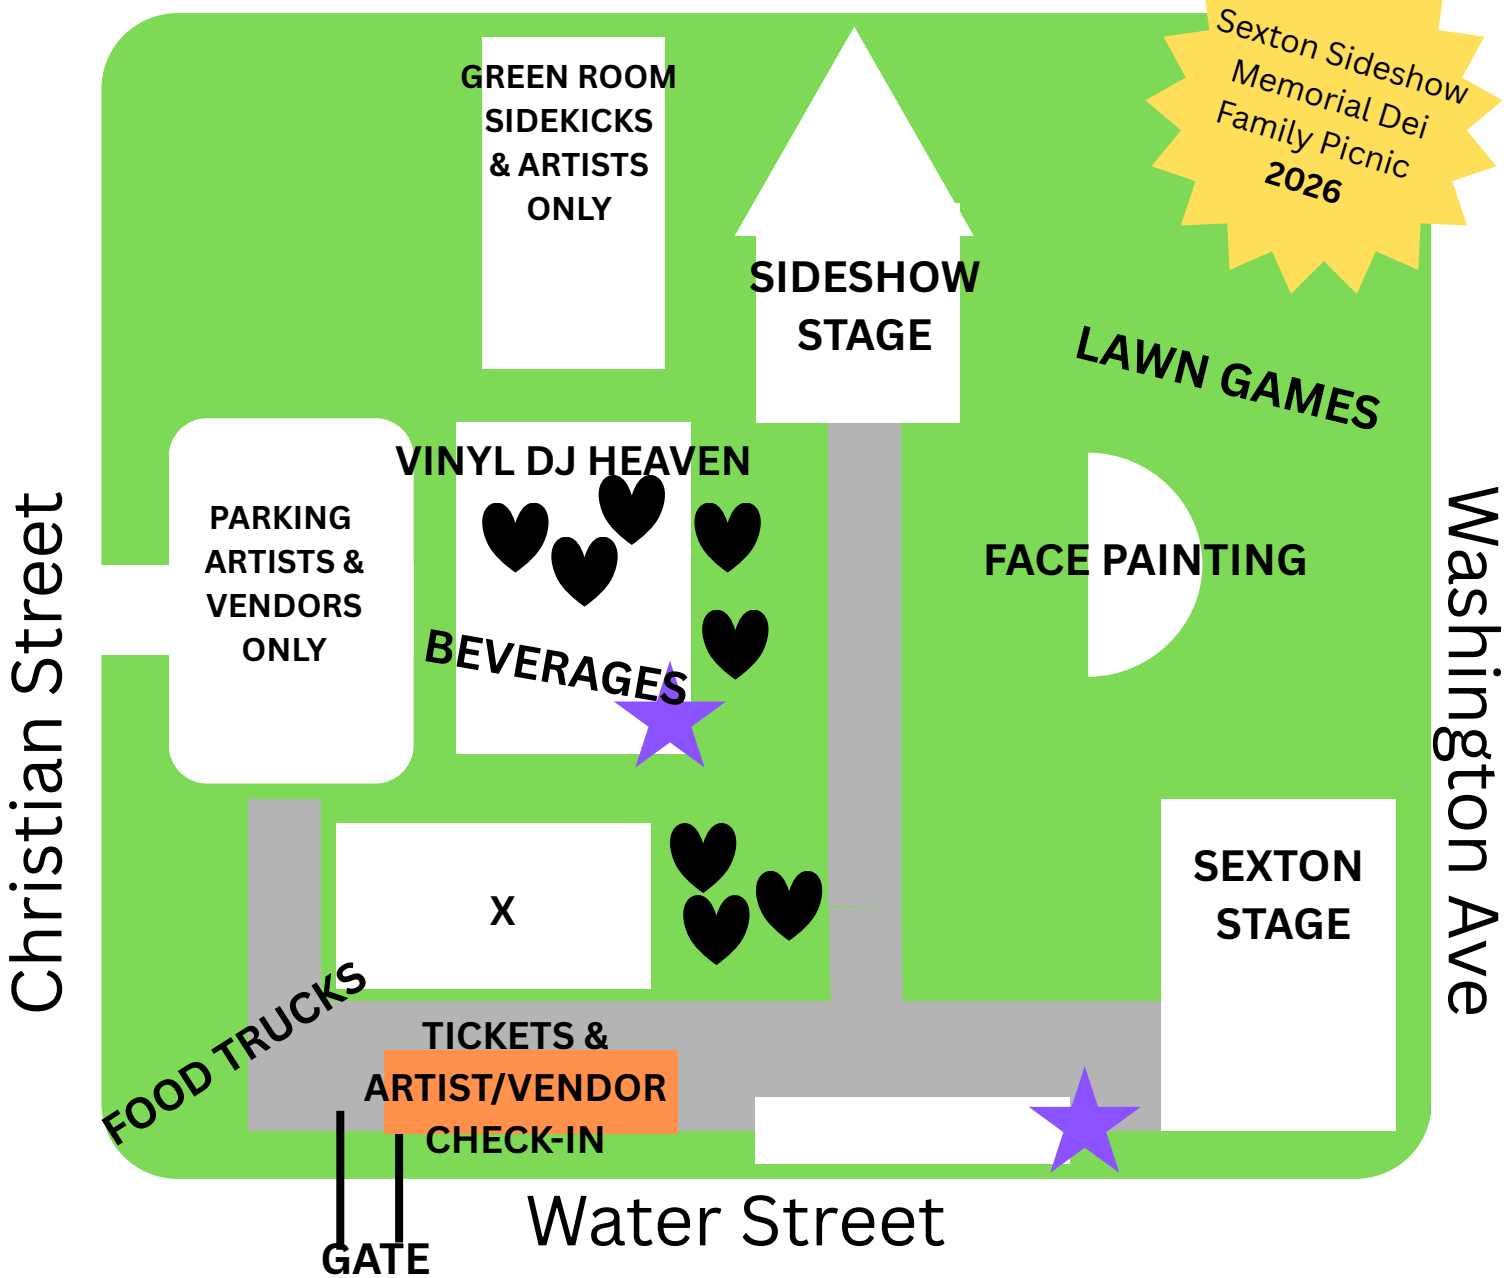 Sexton Sideshow
Memorial Dei
Family Picnic
2026
GREEN ROOM
SIDEKICKS
& ARTISTS
ONLY
SIDESHOW
STAGE
LAWN GAMES
VINYL DJ HEAVEN
PARKING
ARTISTS &
VENDORS
ONLY
FACE PAINTING
BEVERAGES
Christian Street
Washington Ave
SEXTON
STAGE
X
FOOD TRUCKS
TICKETS &
ARTIST/VENDOR
CHECK-IN
Water Street
GATE